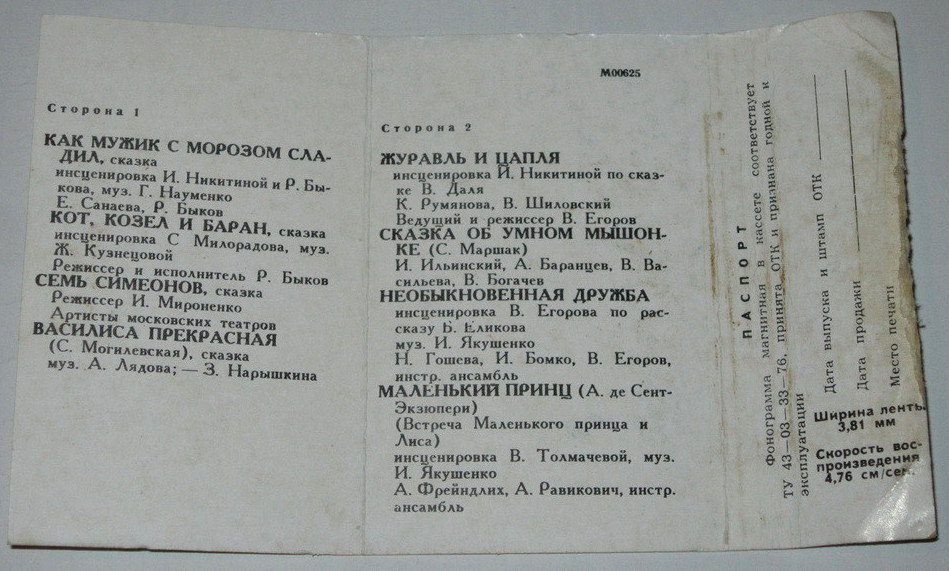 Сторона 1
КАК МУЖИК С МОРОЗОМ СЛА-
ДИЛ, сказка
инсценировка И. Никитиной и Р. Бы-
кова, муз. Г. Науменко
Е. Санаева, Р. Быков
КОТ, КОЗЕЛ И БАРАН, сказка
инсценировка С Милорадова, муз.
Ж. Кузнецовой
Режиссер и исполнитель Р. Быков
СЕМЬ СИМЕОНОВ, сказка
Режиссер И. Мироненко
Артисты московских театров
ВАСИЛИСА ПРЕКРАСНАЯ
(С. Могилевская), сказка
муз. А. Лядова; — З. Нарышкина
М00625
Сторона 2
ЖУРАВЛЬ И ЦАПЛЯ
инсценировка И. Никитиной по сказ-
ке В. Даля
К. Румянова, В. Шиловский
Ведущий и режиссер В. Егоров
СКАЗКА ОБ УМНОМ МЫШОН-
КЕ (С. Маршак)
И. Ильинский, А. Баранцев, В. Ва-
сильева, В. Богачев
НЕОБЫКНОВЕННАЯ ДРУЖБА
инсценировка В. Егорова по рас-
сказу Б. Еликова
муз. И. Якушенко
Н. Гошева, И. Бомко, В. Егоров,
инстр. ансамбль
МАЛЕНЬКИЙ ПРИНЦ (А. де Сент-
Экзюпери)
(Встреча Маленького принца и
Лиса)
инсценировка В. Толмачевой, муз.
И. Якушенко
А. Фрейндлих, А. Равикович, инстр.
ансамбль
ПАСПОРТ
Фонограмма магнитная в кассете соответствует
ТУ 43—03—33—76, принята ОТК и признана годной к
эксплуатации
Дата выпуска и штамп ОТК
Дата продажи
Место печати
Ширина ленты
3,81 мм
Скорость вос-
произведения
4,76 см/сек.